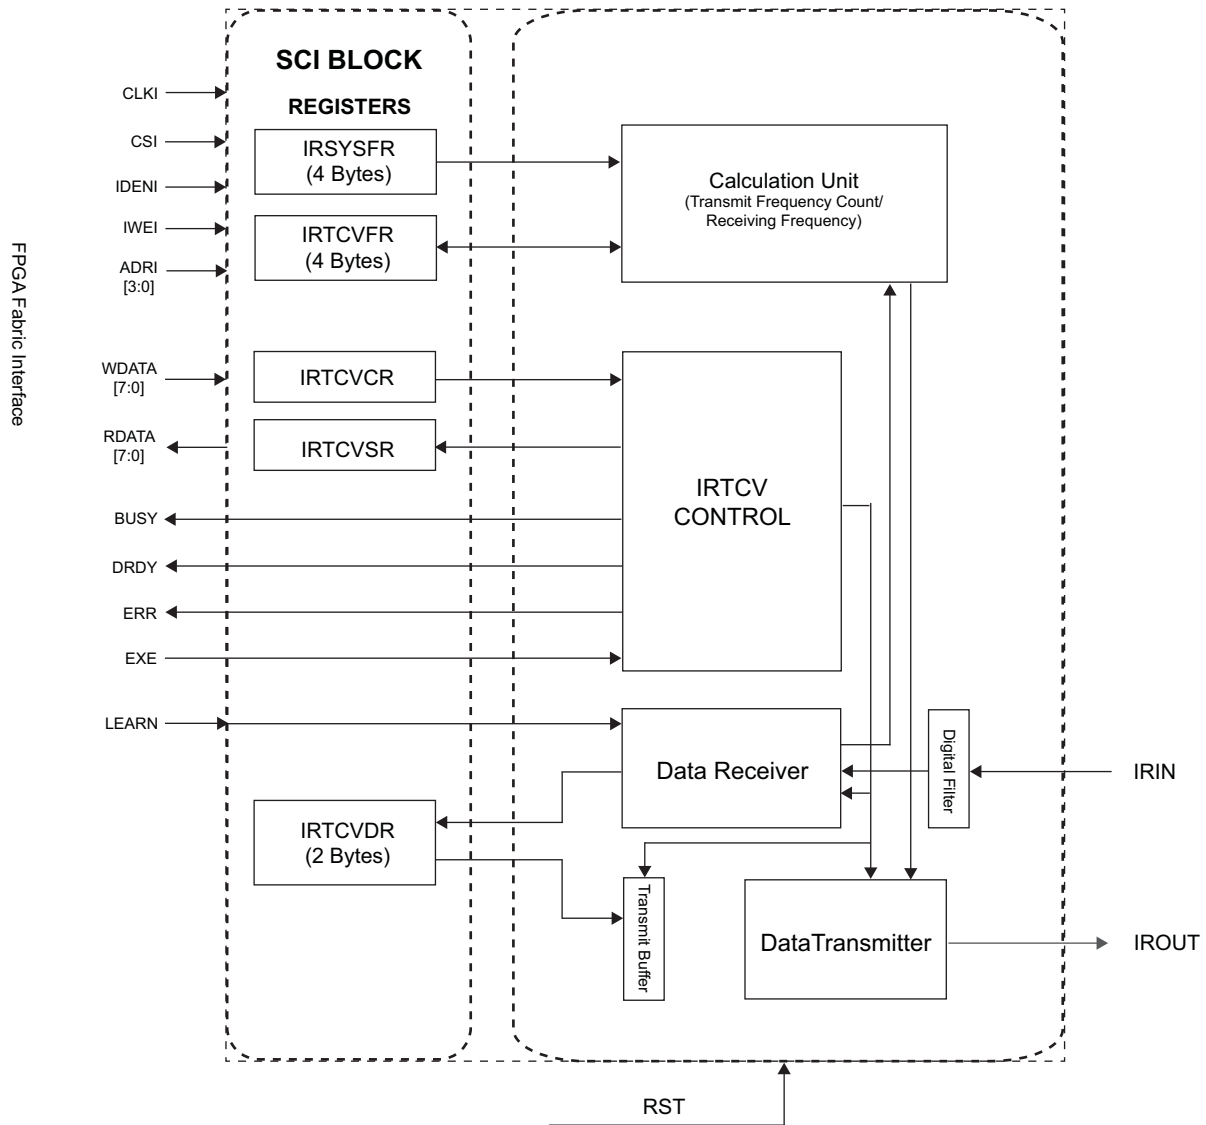 SCI BLOCK
REGISTERS
FPGA Fabric Interface
CLKI
CSI
IDENI
IWEI
ADRI
[3:0]
WDATA
[7:0]
RDATA
[7:0]
BUSY
DRDY
ERR
EXE
LEARN
IRSYSFR
(4 Bytes)
IRTCVFR
(4 Bytes)
IRTCVCR
IRTCVSR
IRTCVDR
(2 Bytes)
Calculation Unit
(Transmit Frequency Count/
Receiving Frequency)
IRTCV
CONTROL
Data Receiver
Digital Filter
IRIN
Transmit Buffer
DataTransmitter
IROUT
RST